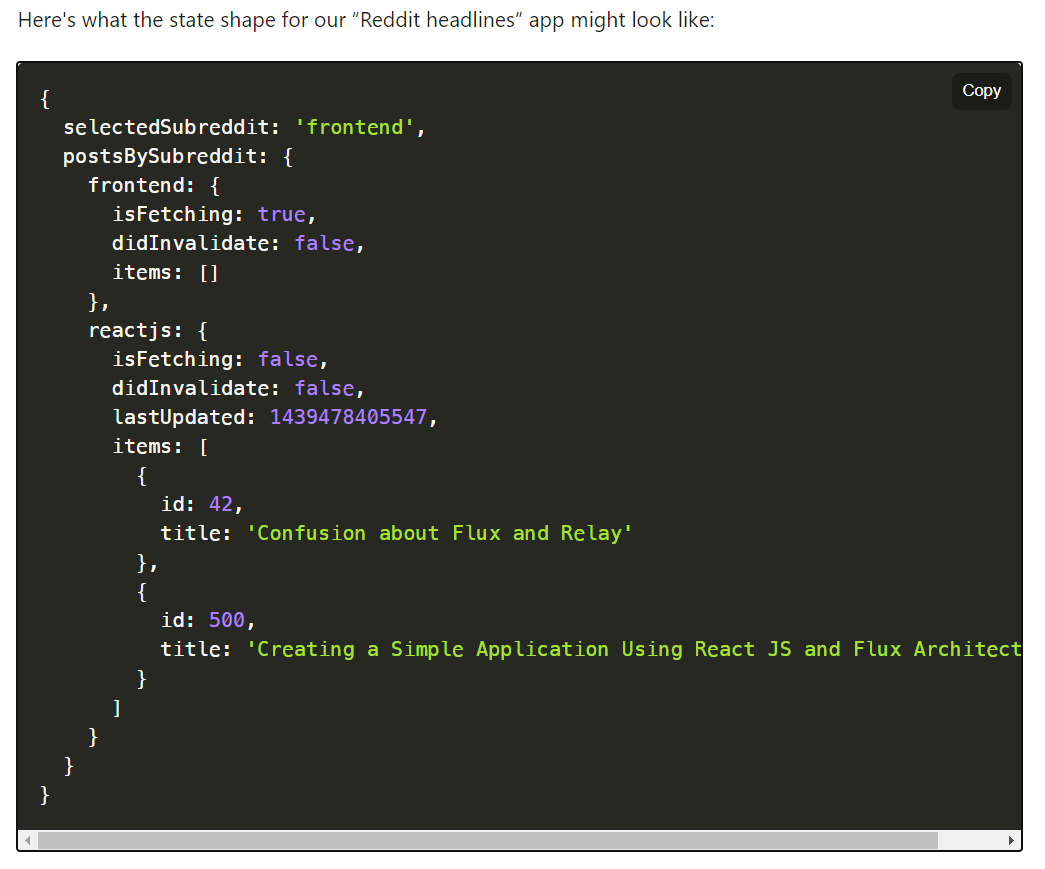 Here's what the state shape for our “Reddit headlines” app might look like:
Copy
{
  selectedSubreddit: 'frontend',
  postsBySubreddit: {
    frontend: {
      isFetching: true,
      didInvalidate: false,
      items: []
    },
    reactjs: {
      isFetching: false,
      didInvalidate: false,
      lastUpdated: 1439478405547,
      items: [
        {
          id: 42,
          title: 'Confusion about Flux and Relay'
        },
        {
          id: 500,
          title: 'Creating a Simple Application Using React JS and Flux Architect
        }
      ]
    }
  }
}